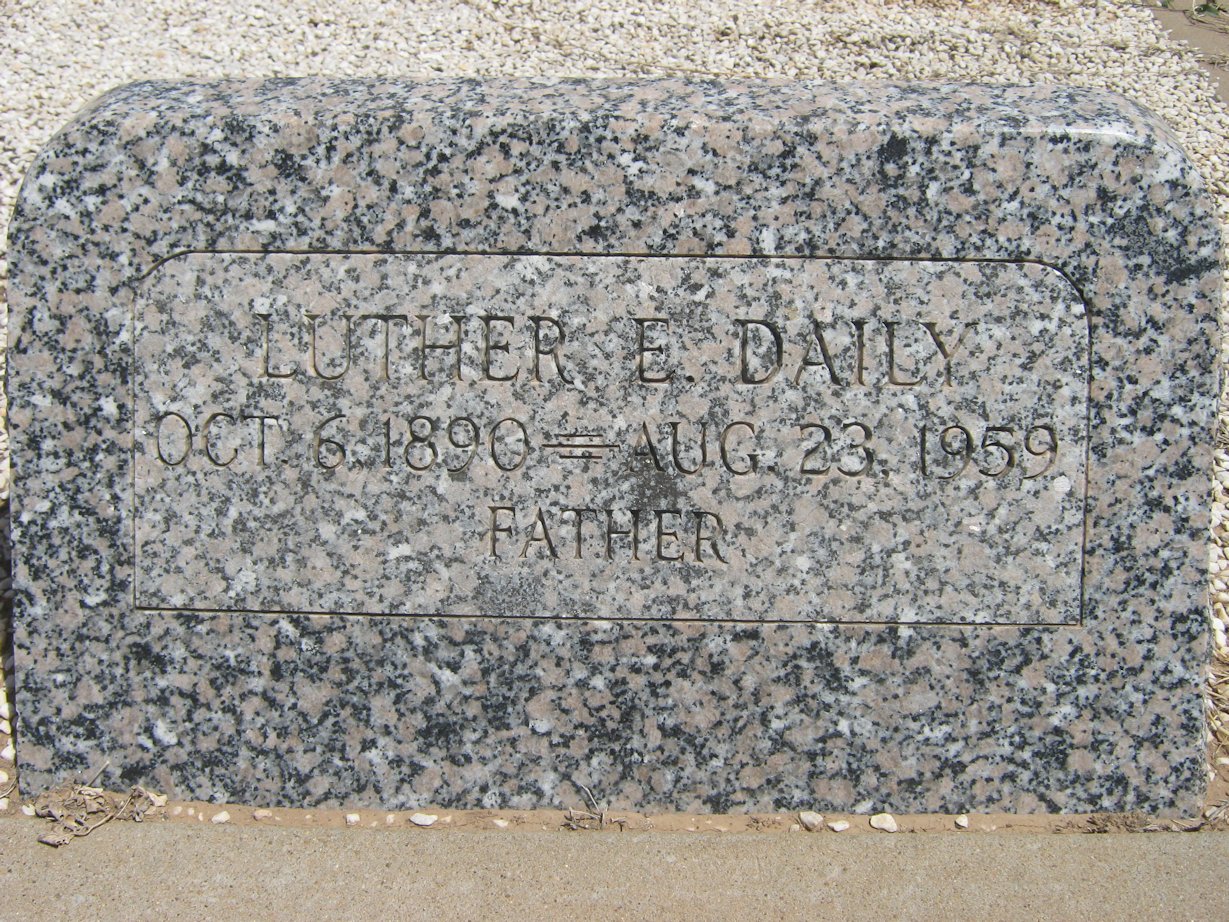 LUTHER E. DAILY
OCT. 6, 1890 = AUG. 23, 1959
FATHER